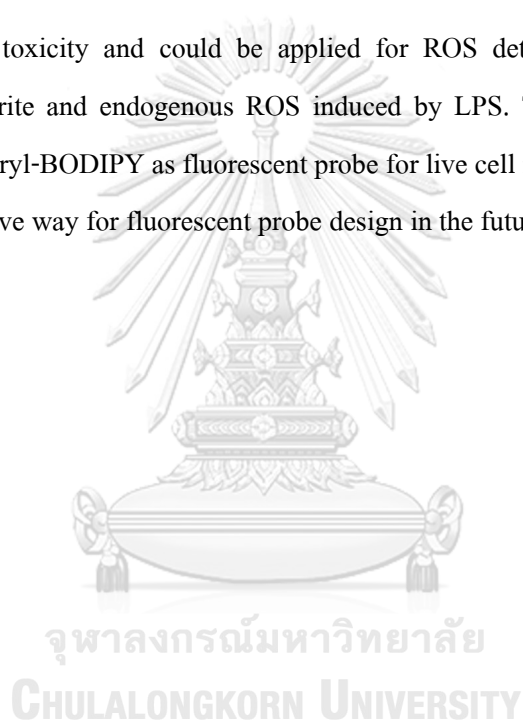 toxicity and could be applied for ROS det
rite and endogenous ROS induced by LPS.
ryl-BODIPY as fluorescent probe for live cell
ve way for fluorescent probe design in the futu
จุฬาลงกรณ์มหาวิทยาลัย
CHULALONGKORN UNIVERSITY